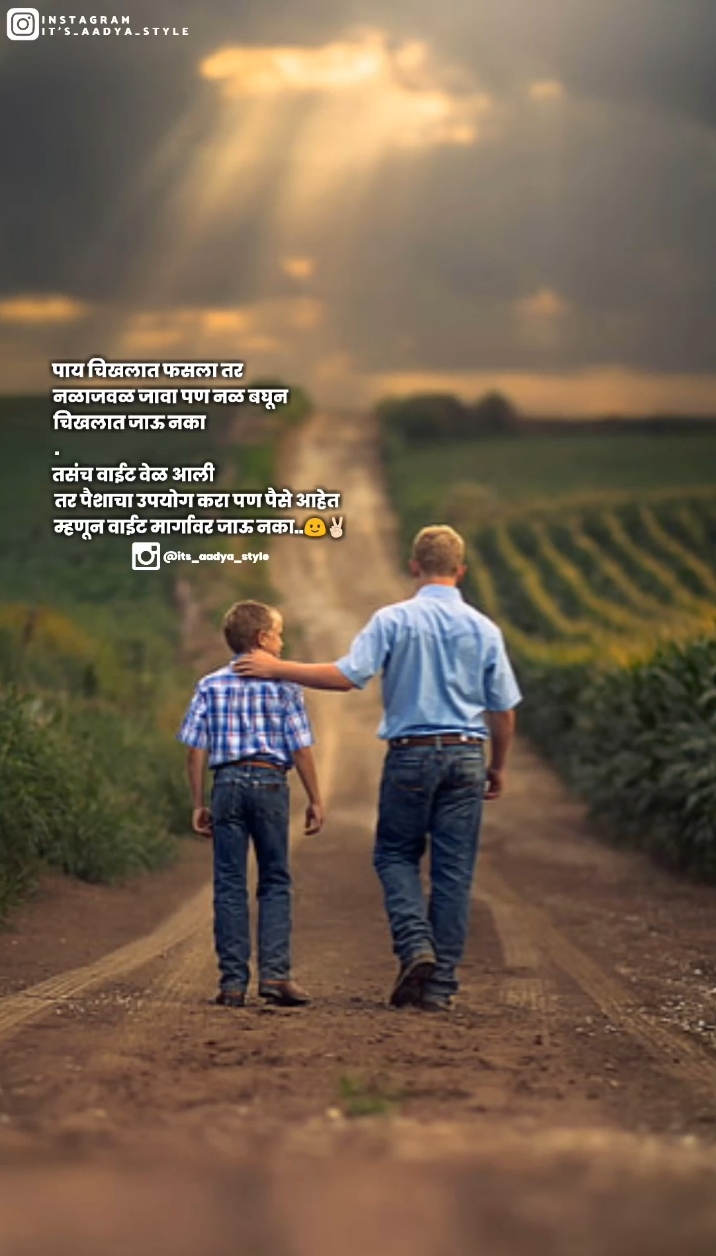 INSTAGRAM
IT'S_AADYA_STYLE
पाय चिखलात फसला तर
नळाजवळ जावा पण नळ बघून
चिखलात जाऊ नका
.
तसंच वाईट वेळ आली
तर पैशाचा उपयोग करा पण पैसे आहेत
म्हणून वाईट मार्गावर जाऊ नका..🙂✌🏻
@its_aadya_style